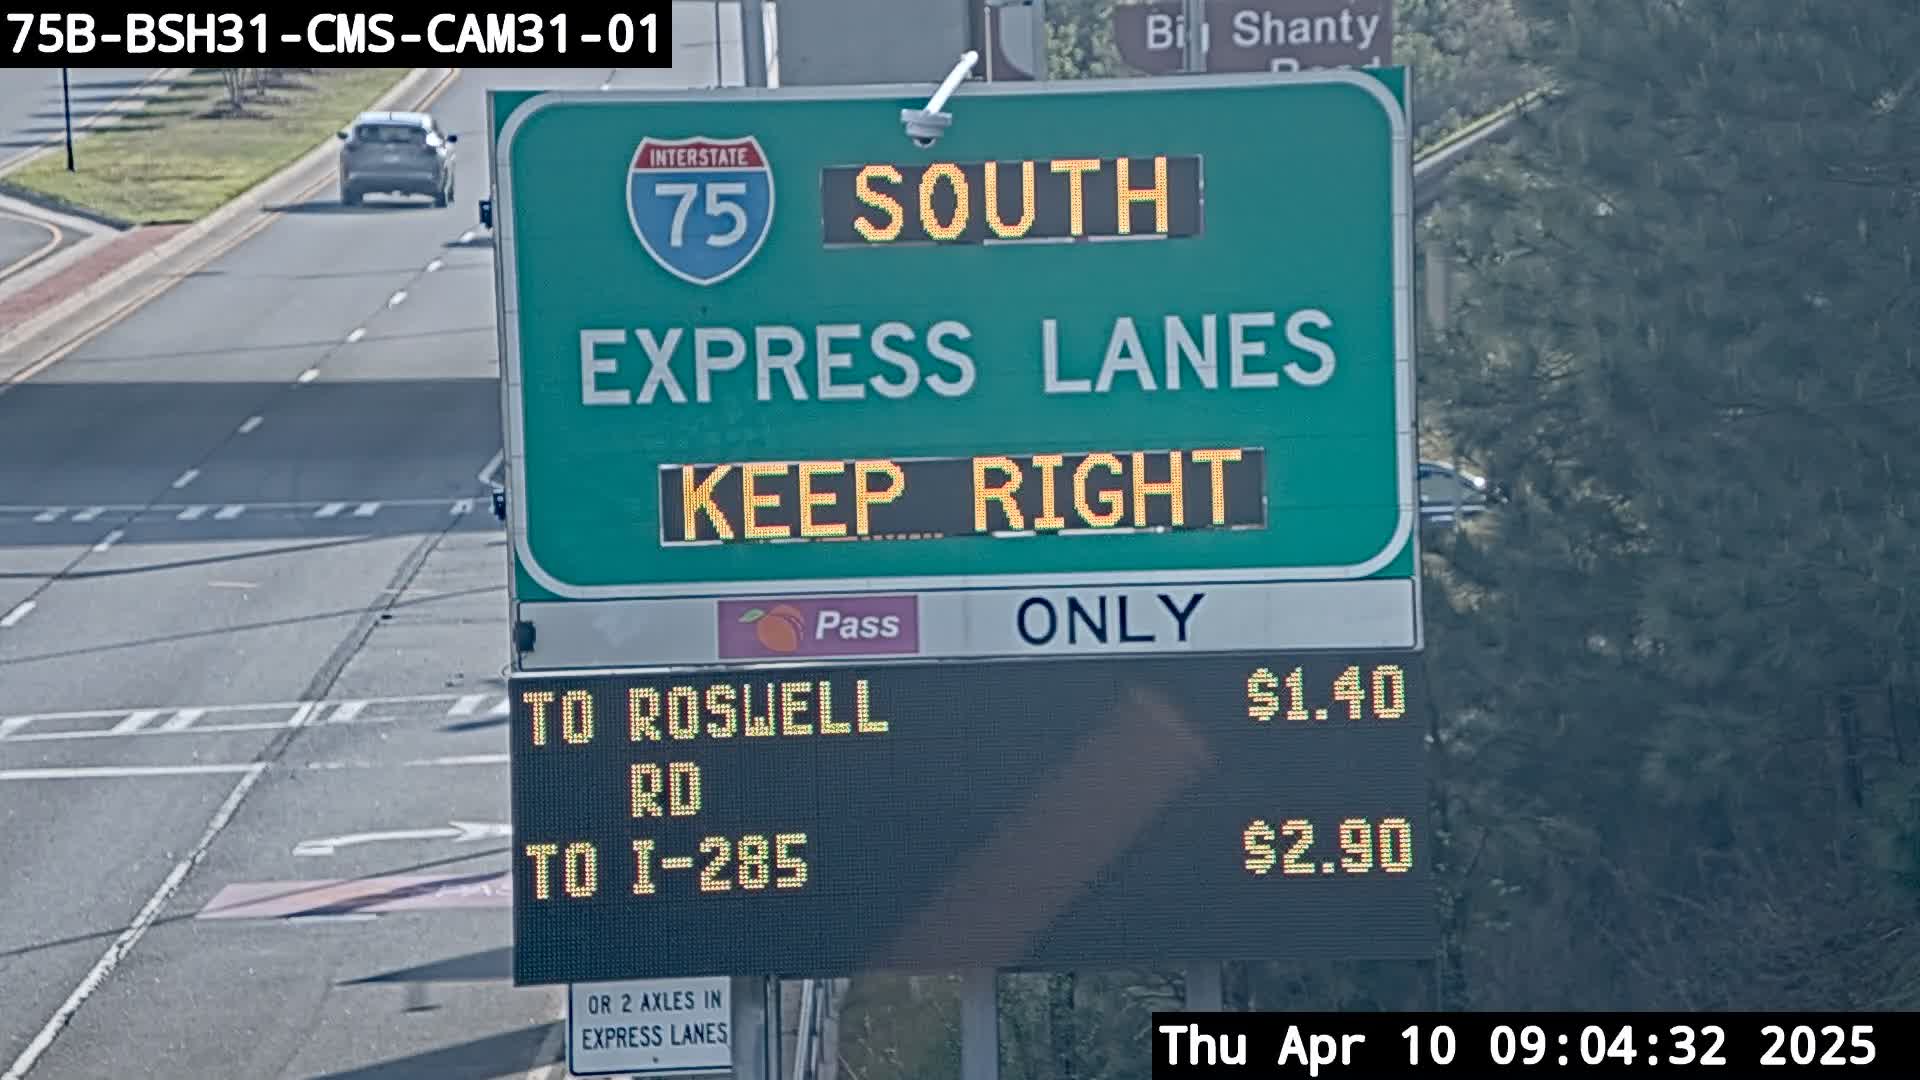 75B-BSH31-CMS-CAM31-01
Big Shanty
Road
INTERSTATE
75
SOUTH
EXPRESS LANES
KEEP RIGHT
Pass ONLY
TO ROSWELL $1.40
RD
TO I-285 $2.90
OR 2 AXLES IN
EXPRESS LANES
Thu Apr 10 09:04:32 2025